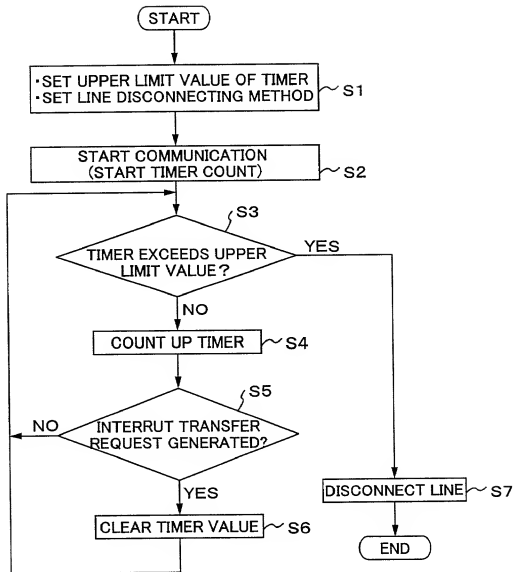 START
・SET UPPER LIMIT VALUE OF TIMER
・SET LINE DISCONNECTING METHOD
S1
START COMMUNICATION
(START TIMER COUNT)
S2
S3
TIMER EXCEEDS UPPER
LIMIT VALUE?
YES
NO
COUNT UP TIMER
S4
S5
NO
INTERRUT TRANSFER
REQUEST GENERATED?
YES
DISCONNECT LINE
S7
CLEAR TIMER VALUE
S6
END